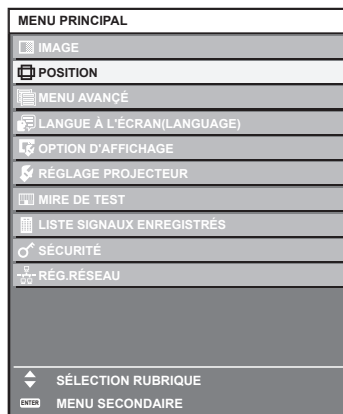 MENU PRINCIPAL
IMAGE
POSITION
MENU AVANÇÉ
LANGUE À L'ÉCRAN(LANGUAGE)
OPTION D'AFFICHAGE
RÉGLAGE PROJECTEUR
MIRE DE TEST
LISTE SIGNAUX ENREGISTRÉS
SÉCURITÉ
RÉG.RÉSEAU
SÉLECTION RUBRIQUE
ENTER MENU SECONDAIRE